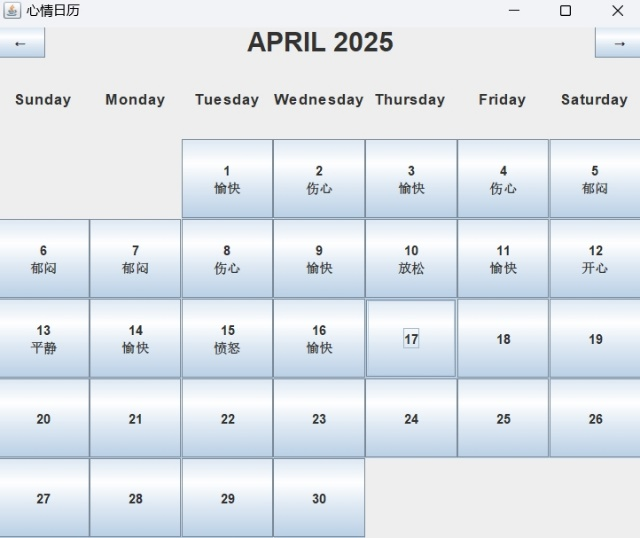 心情日历
← APRIL 2025 →
Sunday Monday Tuesday Wednesday Thursday Friday Saturday
1 2 3 4 5
愉快 伤心 愉快 伤心 郁闷
6 7 8 9 10 11 12
郁闷 郁闷 伤心 愉快 放松 愉快 开心
13 14 15 16 17 18 19
平静 愉快 愤怒 愉快
20 21 22 23 24 25 26
27 28 29 30